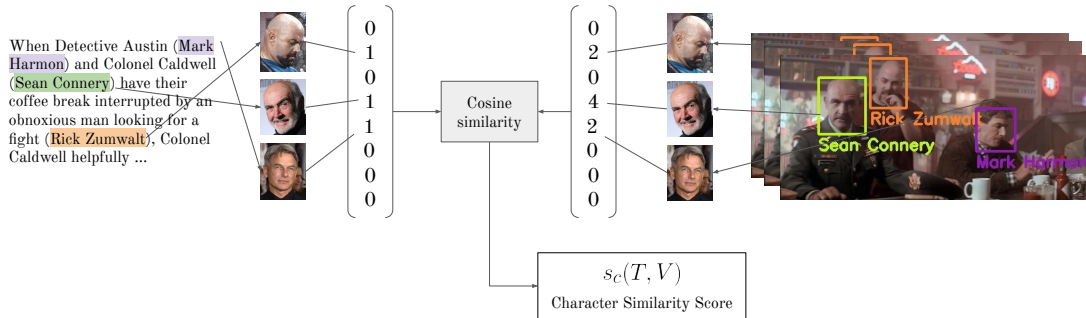 When Detective Austin (Mark
Harmon) and Colonel Caldwell
(Sean Connery) have their
coffee break interrupted by an
obnoxious man looking for a
fight (Rick Zumwalt), Colonel
Caldwell helpfully ...
0
1
0
1
1
0
0
0
Cosine
similarity
0
2
0
4
2
0
0
0
Rick Zumwalt
Sean Connery
Mark Harmon
s_C(T, V)
Character Similarity Score